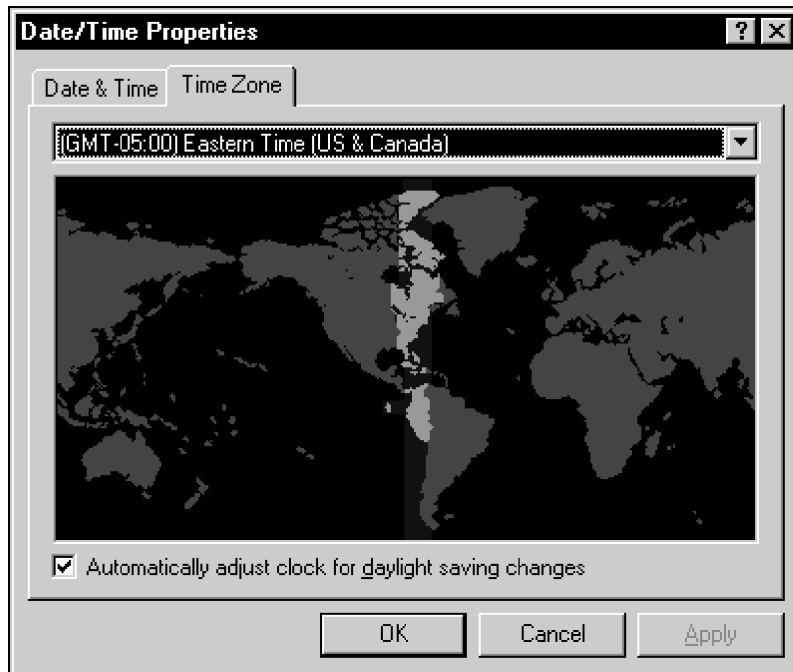 Date/Time Properties
Date & Time
Time Zone
(GMT-05:00) Eastern Time (US & Canada)
Automatically adjust clock for daylight saving changes
OK
Cancel
Apply